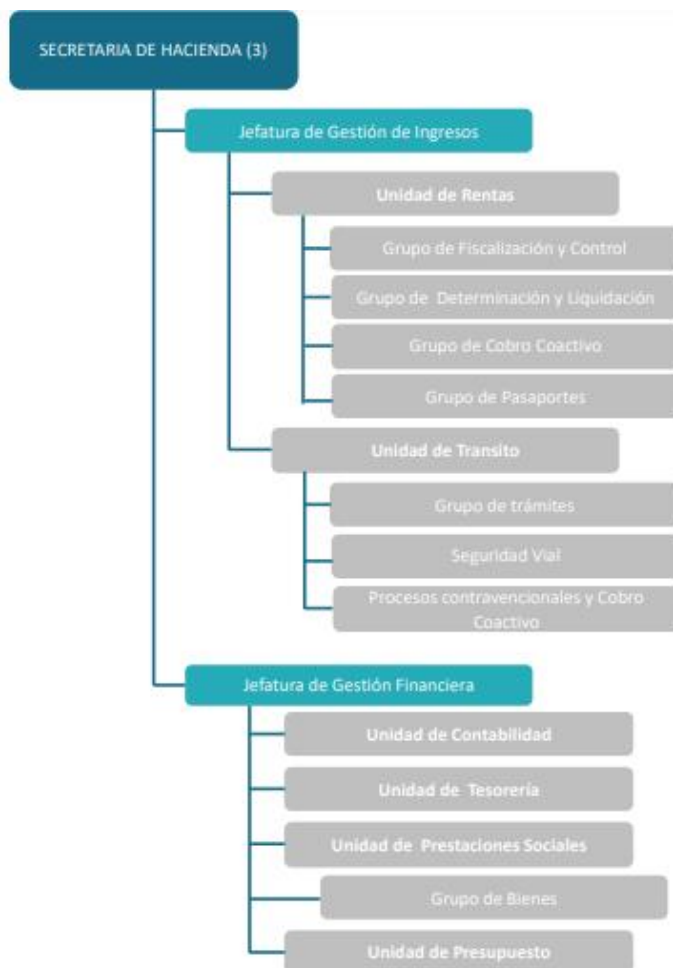 SECRETARIA DE HACIENDA (3)
Jefatura de Gestión de Ingresos
Unidad de Rentas
Grupo de Fiscalización y Control
Grupo de Determinación y Liquidación
Grupo de Cobro Coactivo
Grupo de Pasaportes
Unidad de Transito
Grupo de trámites
Seguridad Vial
Procesos contravencionales y Cobro
Coactivo
Jefatura de Gestión Financiera
Unidad de Contabilidad
Unidad de Tesorería
Unidad de Prestaciones Sociales
Grupo de Bienes
Unidad de Presupuesto